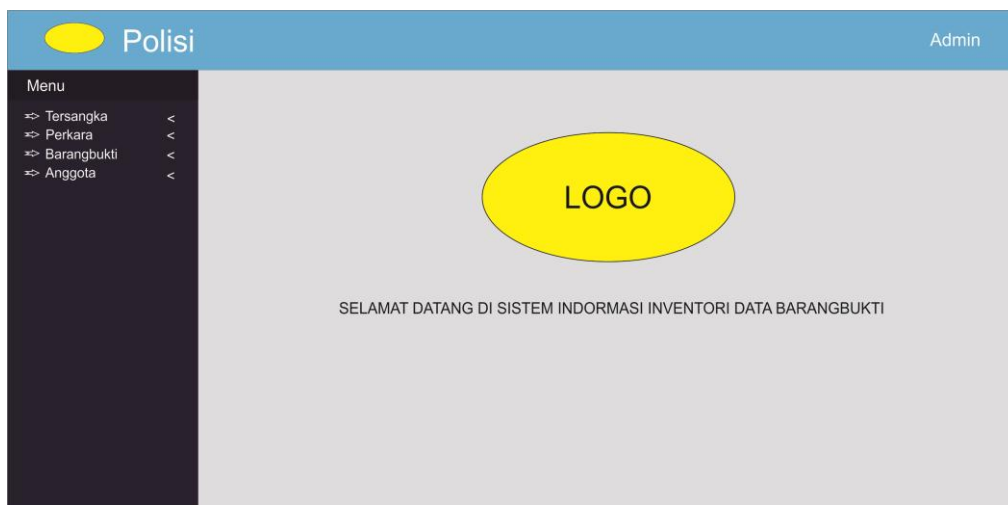 Polisi
Admin
Menu
Tersangka <
Perkara <
Barangbukti <
Anggota <
LOGO
SELAMAT DATANG DI SISTEM INDORMASI INVENTORI DATA BARANGBUKTI